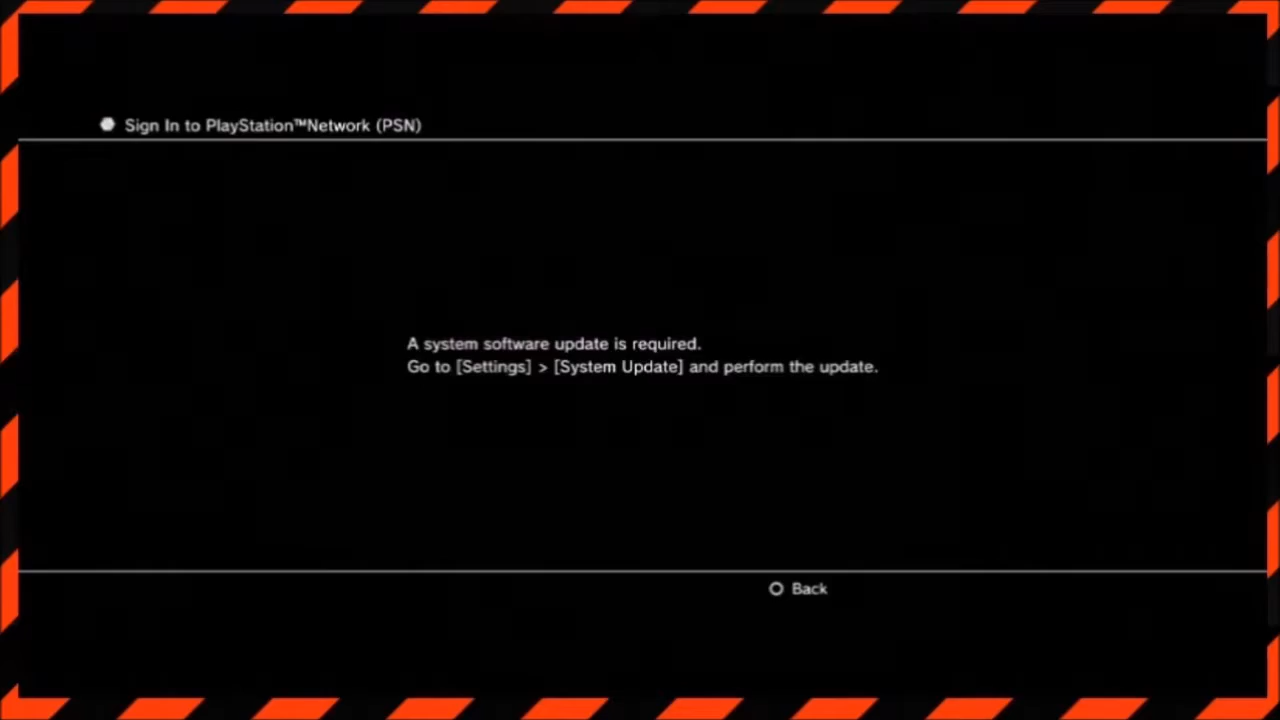 Sign In to PlayStation™Network (PSN)
A system software update is required.
Go to [Settings] > [System Update] and perform the update.
Back